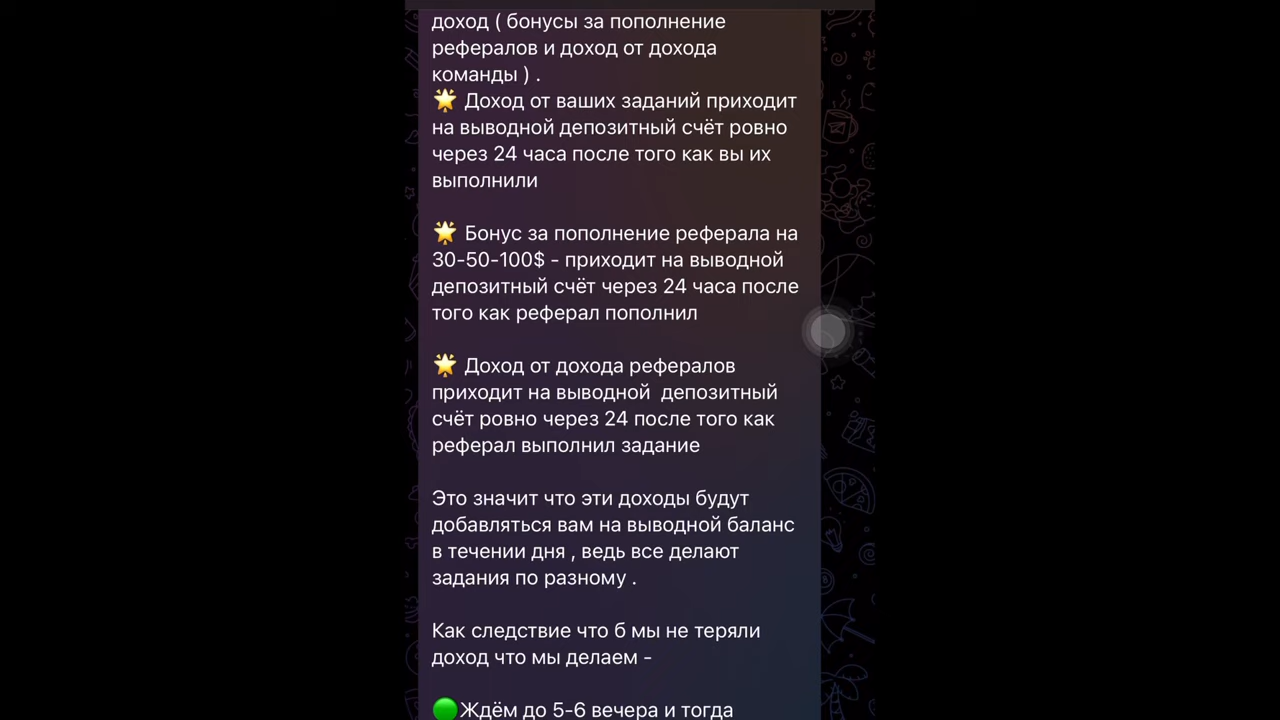 доход ( бонусы за пополнение
рефералов и доход от дохода
команды ) .
🌟 Доход от ваших заданий приходит
на выводной депозитный счёт ровно
через 24 часа после того как вы их
выполнили
🌟 Бонус за пополнение реферала на
30-50-100$ - приходит на выводной
депозитный счёт через 24 часа после
того как реферал пополнил
🌟 Доход от дохода рефералов
приходит на выводной  депозитный
счёт ровно через 24 после того как
реферал выполнил задание
Это значит что эти доходы будут
добавляться вам на выводной баланс
в течении дня , ведь все делают
задания по разному .
Как следствие что б мы не теряли
доход что мы делаем -
🟢Ждём до 5-6 вечера и тогда